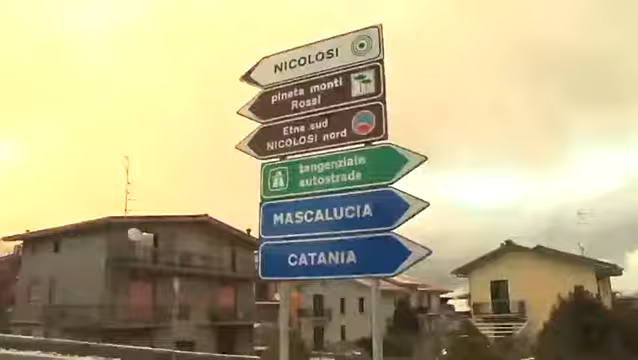 NICOLOSI
pineta monti
Rossi
Etna sud
NICOLOSI nord
tangenziale
autostrade
MASCALUCIA
CATANIA